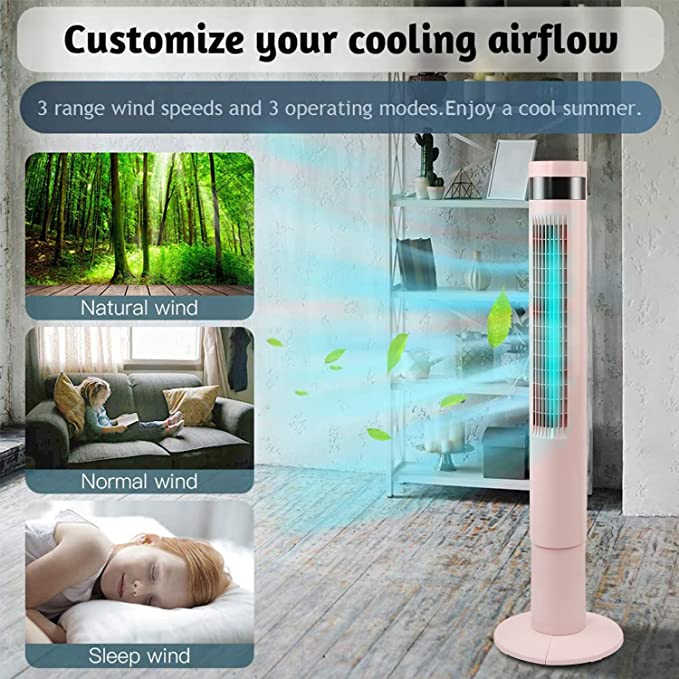 Customize your cooling airflow
3 range wind speeds and 3 operating modes.Enjoy a cool summer.
Natural wind
Normal wind
Sleep wind